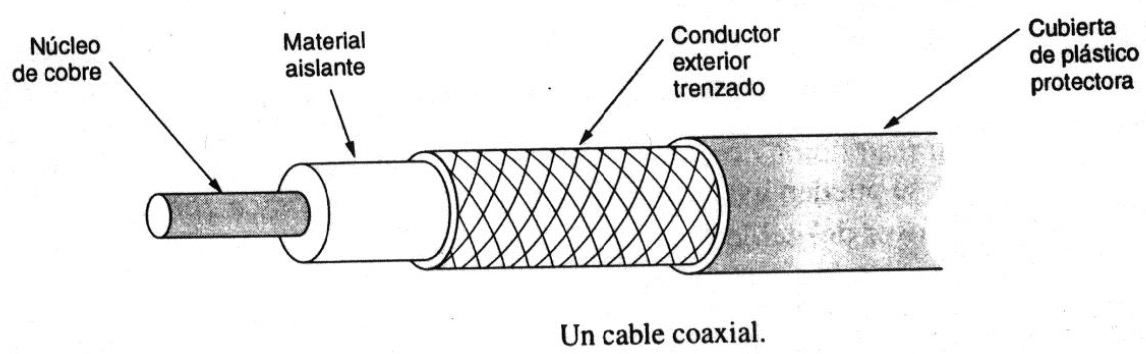 Núcleo
de cobre
Material
aislante
Conductor
exterior
trenzado
Cubierta
de plástico
protectora
Un cable coaxial.